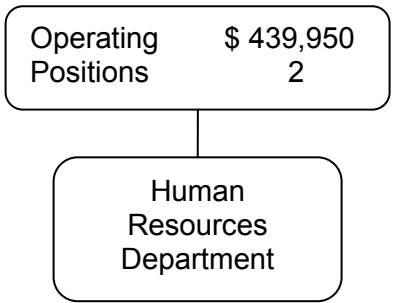 Operating $ 439,950
Positions 2
Human
Resources
Department